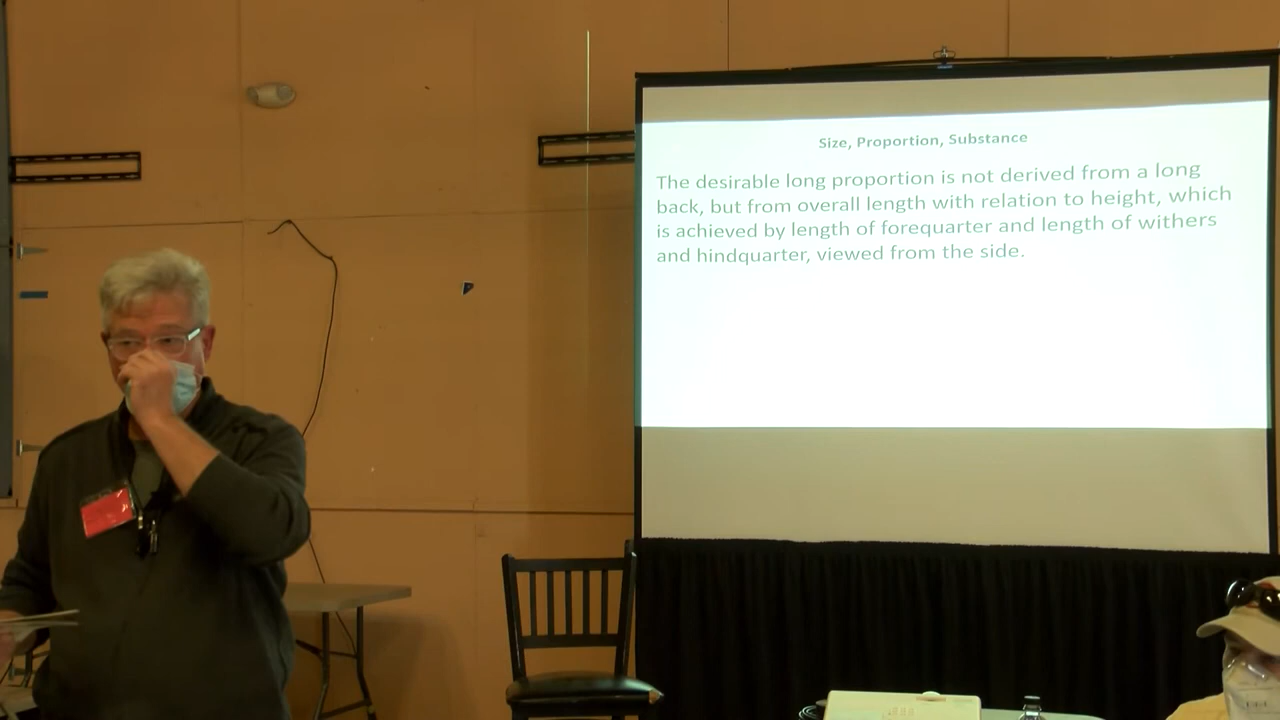 Size, Proportion, Substance
The desirable long proportion is not derived from a long
back, but from overall length with relation to height, which
is achieved by length of forequarter and length of withers
and hindquarter, viewed from the side.